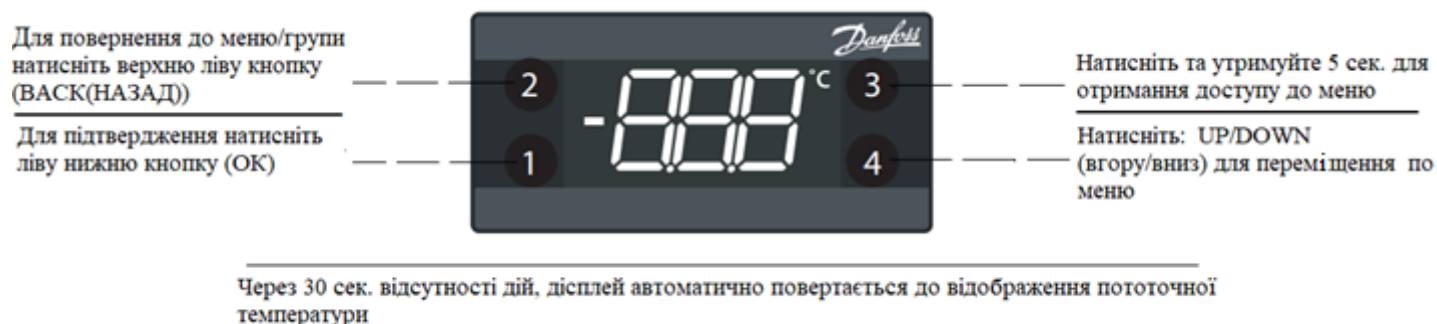 Для повернення до меню/групи
натисніть верхню ліву кнопку
(BACK(НАЗАД))
Для підтвердження натисніть
ліву нижню кнопку (OK)
Danfoss
2
1
-888 °C
3
4
Натисніть та утримуйте 5 сек. для
отримання доступу до меню
Натисніть: UP/DOWN
(вгору/вниз) для переміщення по
меню
Через 30 сек. відсутності дій, дісплей автоматично повертається до відображення пототочної
температури